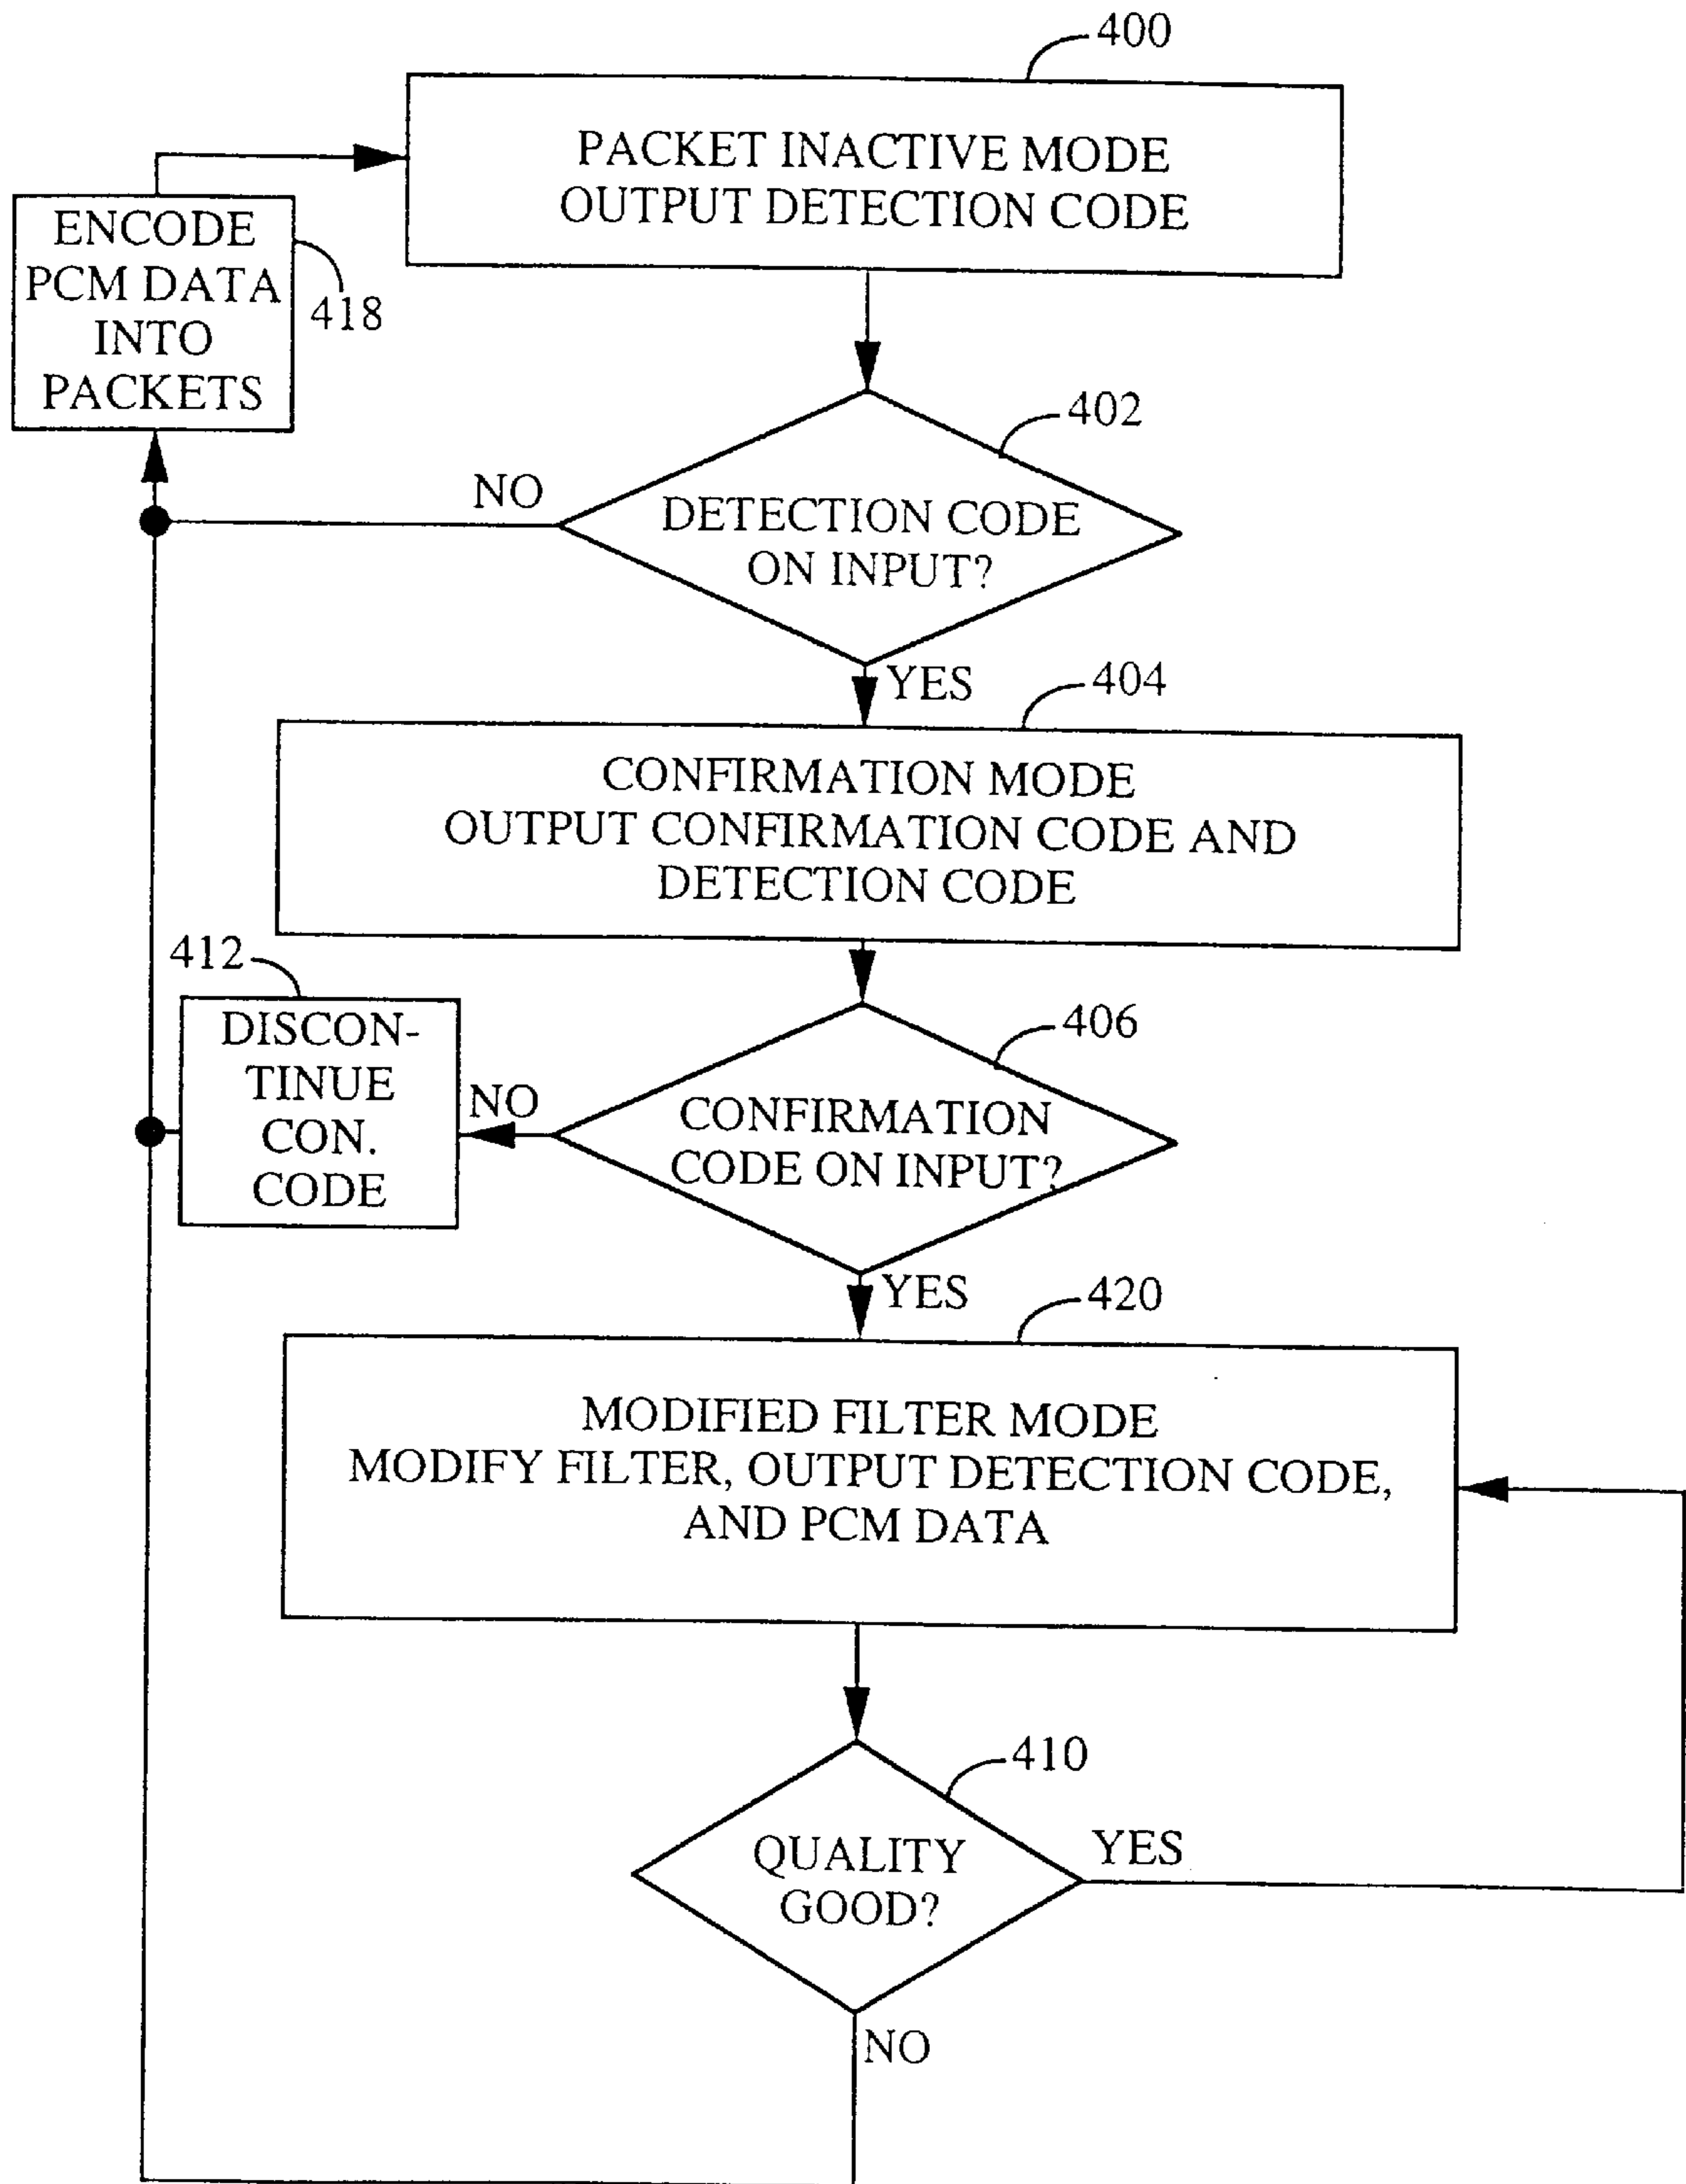 400
PACKET INACTIVE MODE
OUTPUT DETECTION CODE
ENCODE
PCM DATA
INTO
PACKETS
418
402
NO
DETECTION CODE
ON INPUT?
YES
404
CONFIRMATION MODE
OUTPUT CONFIRMATION CODE AND
DETECTION CODE
412
DISCON-
TINUE
CON.
CODE
NO
406
CONFIRMATION
CODE ON INPUT?
YES
420
MODIFIED FILTER MODE
MODIFY FILTER, OUTPUT DETECTION CODE,
AND PCM DATA
410
QUALITY
GOOD?
YES
NO